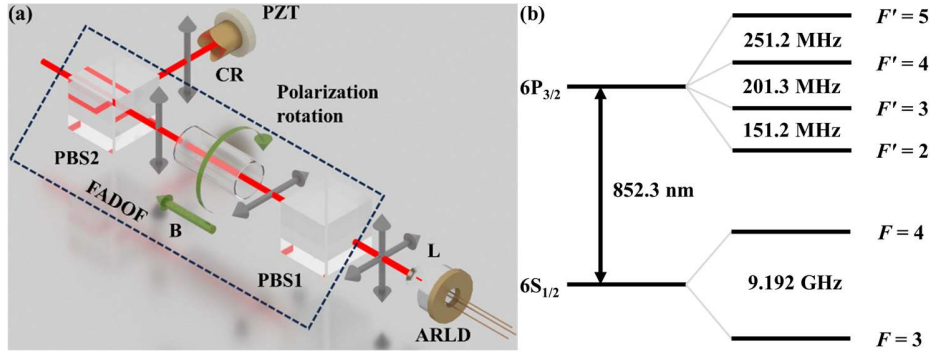 (a)
PZT
CR
Polarization
rotation
PBS2
FADOF
B
PBS1
L
ARLD
(b)
6P3/2
852.3 nm
6S1/2
F' = 5
251.2 MHz
F' = 4
201.3 MHz
F' = 3
151.2 MHz
F' = 2
F = 4
9.192 GHz
F = 3